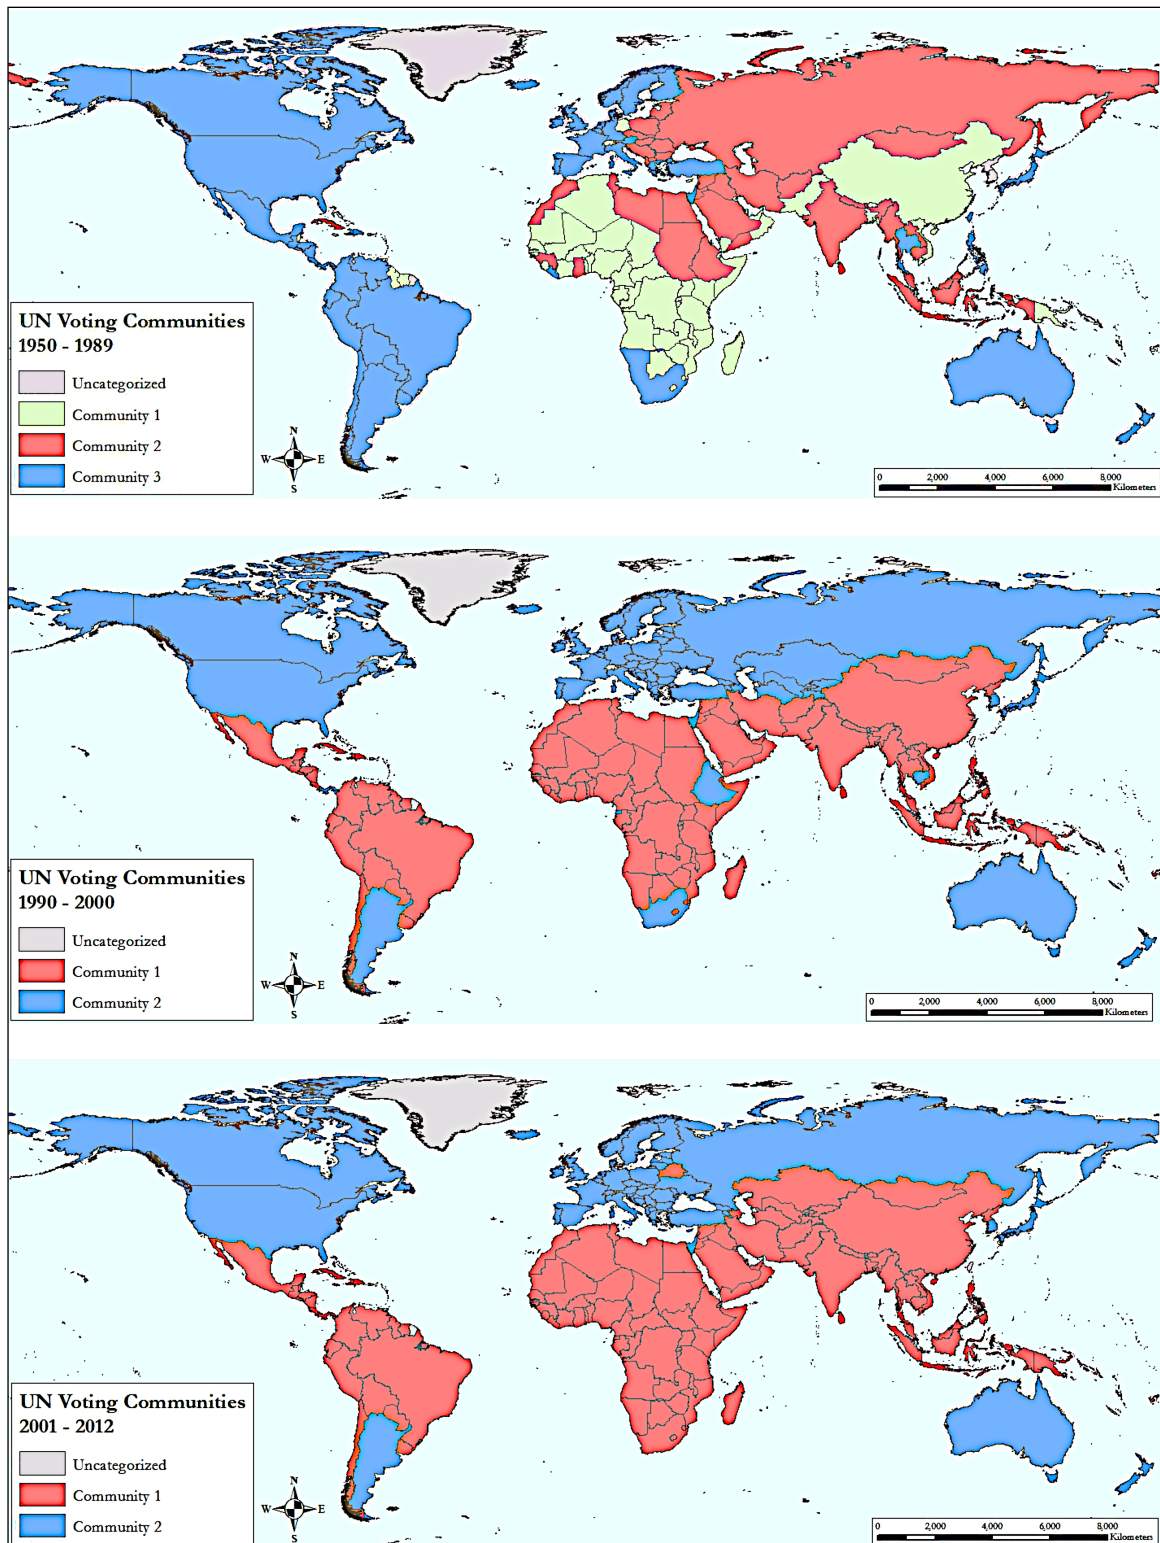 UN Voting Communities
1950 - 1989
Uncategorized
Community 1
Community 2
Community 3
N
W E
S
0 2,000 4,000 6,000 8,000
Kilometers
UN Voting Communities
1990 - 2000
Uncategorized
Community 1
Community 2
N
W E
S
0 2,000 4,000 6,000 8,000
Kilometers
UN Voting Communities
2001 - 2012
Uncategorized
Community 1
Community 2
N
W E
S
0 2,000 4,000 6,000 8,000
Kilometers